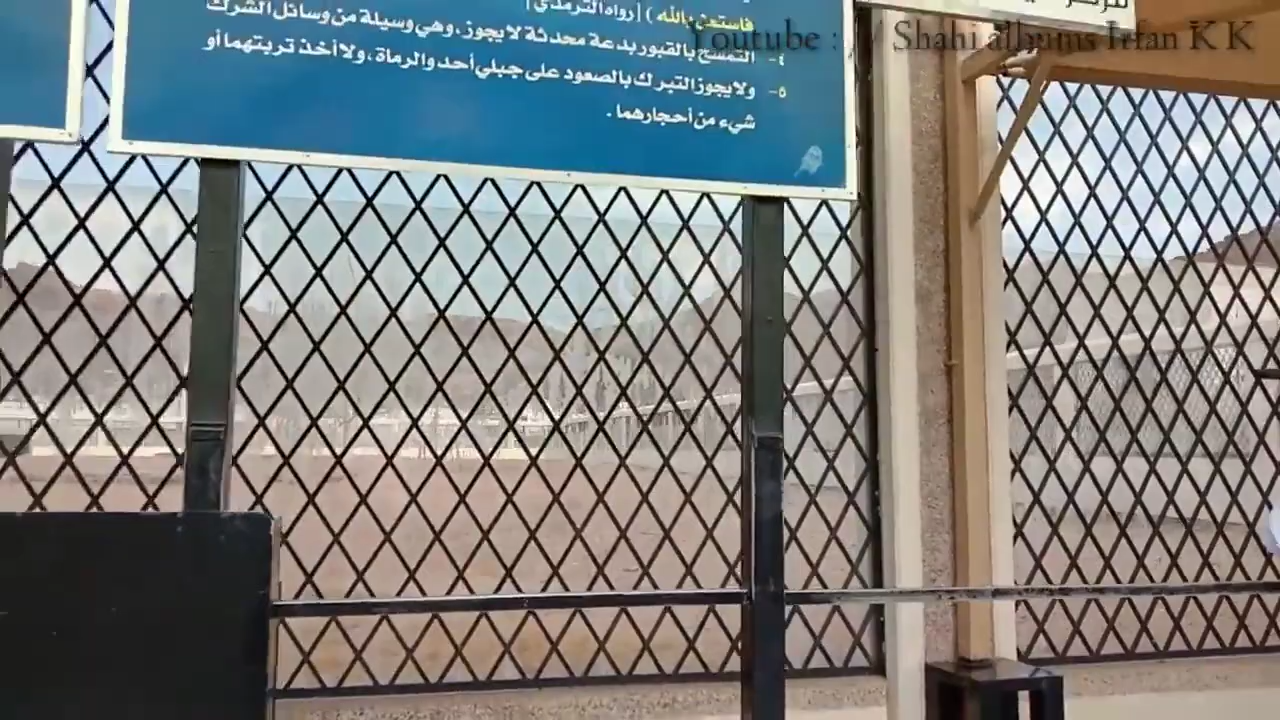 فاستعن بالله ) [ رواه الترمذي ]
٤- التمسح بالقبور بدعة محدثة لا يجوز ، وهي وسيلة من وسائل الشرك
٥- ولا يجوز التبرك بالصعود على جبلي أحد والرماة ، ولا أخذ تربتهما أو
شيء من أحجارهما .
Youtube : // Shahi albums Irfan K K